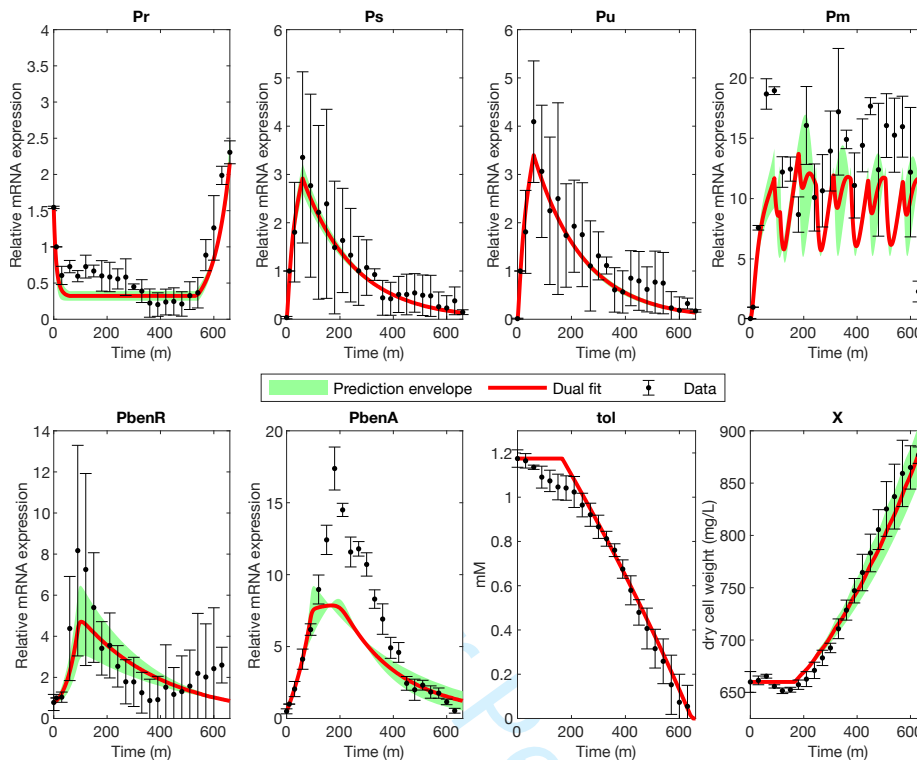 Pr Ps Pu Pm
4
3.5
3
2.5
2
1.5
1
0.5
0
Relative mRNA expression
0 200 400 600
Time (m)
6
5
4
3
2
1
0
Relative mRNA expression
0 200 400 600
Time (m)
6
5
4
3
2
1
0
Relative mRNA expression
0 200 400 600
Time (m)
20
15
10
5
0
Relative mRNA expression
0 200 400 600
Time (m)
Prediction envelope Dual fit Data
PbenR PbenA tol X
14
12
10
8
6
4
2
0
Relative mRNA expression
0 200 400 600
Time (m)
20
15
10
5
0
Relative mRNA expression
0 200 400 600
Time (m)
1.2
1
0.8
0.6
0.4
0.2
0
mM
0 200 400 600
Time (m)
900
850
800
750
700
650
dry cell weight (mg/L)
0 200 400 600
Time (m)